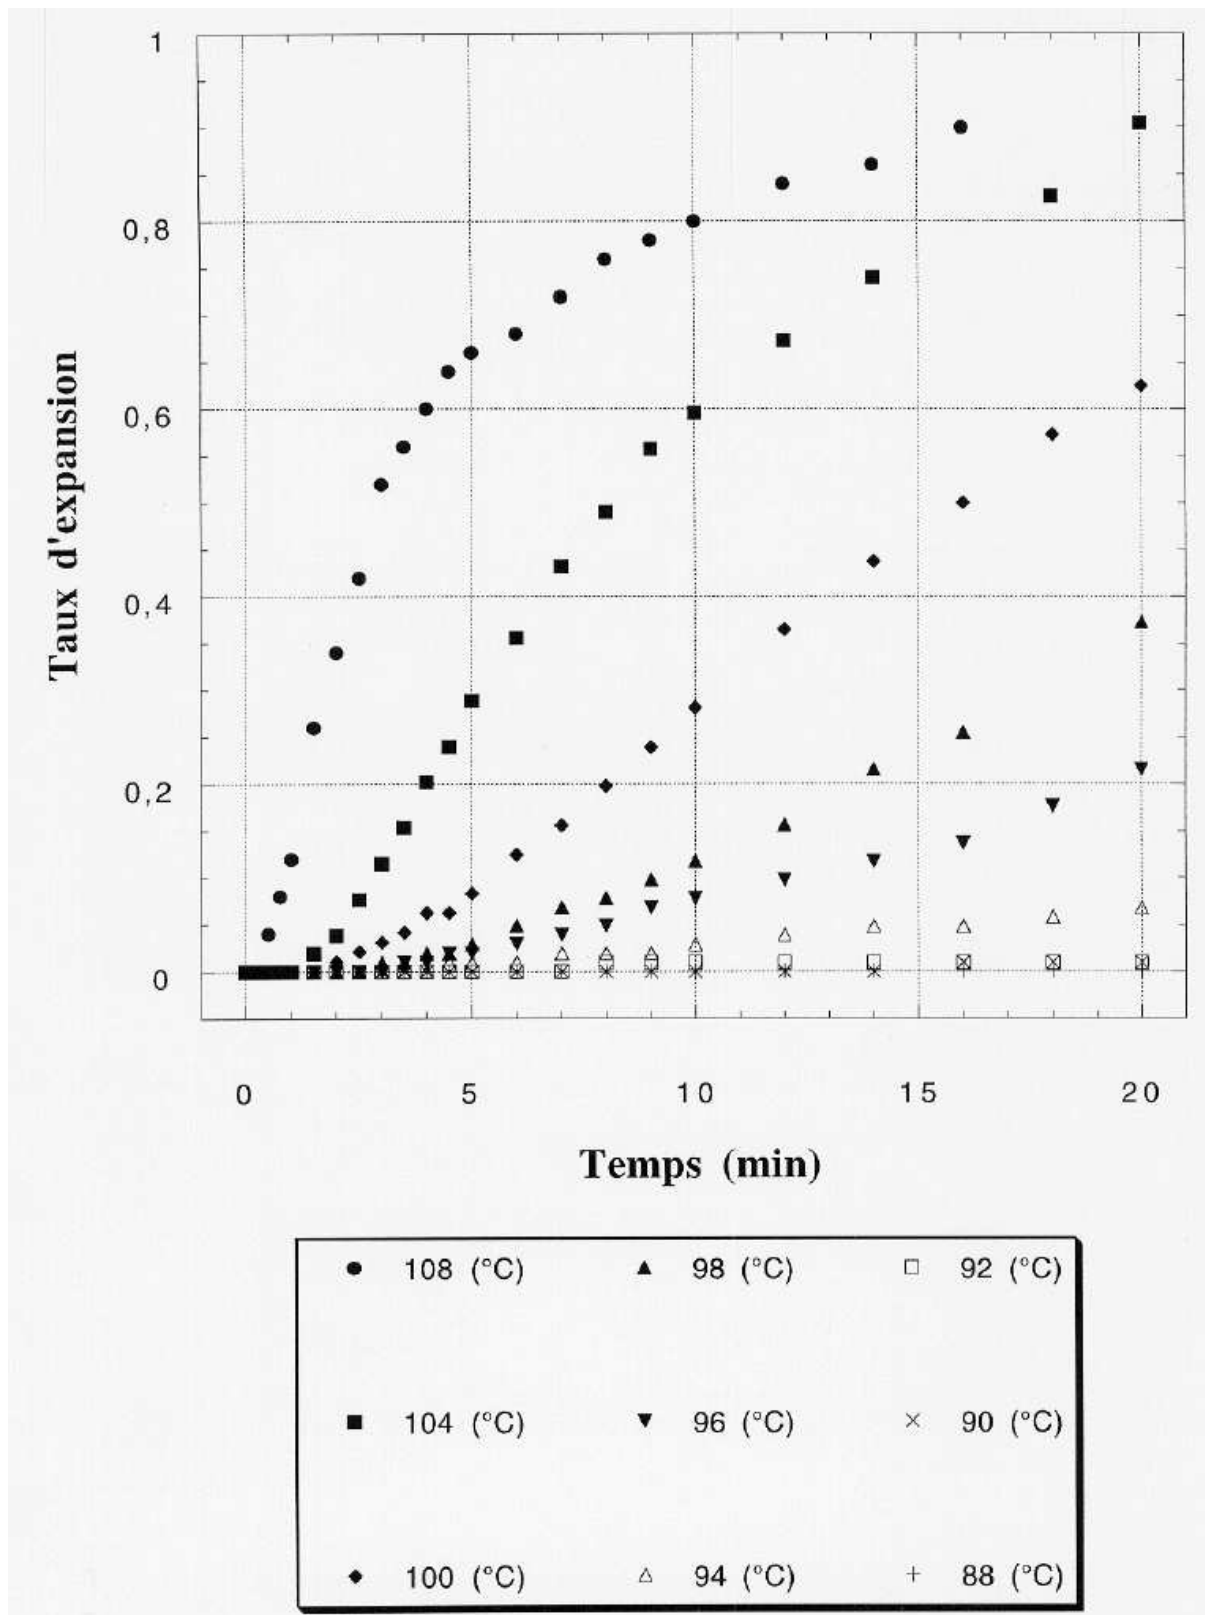 1
0,8
0,6
0,4
0,2
0
Taux d'expansion
0 5 10 15 20
Temps (min)
108 (°C) 98 (°C) 92 (°C)
104 (°C) 96 (°C) 90 (°C)
100 (°C) 94 (°C) 88 (°C)